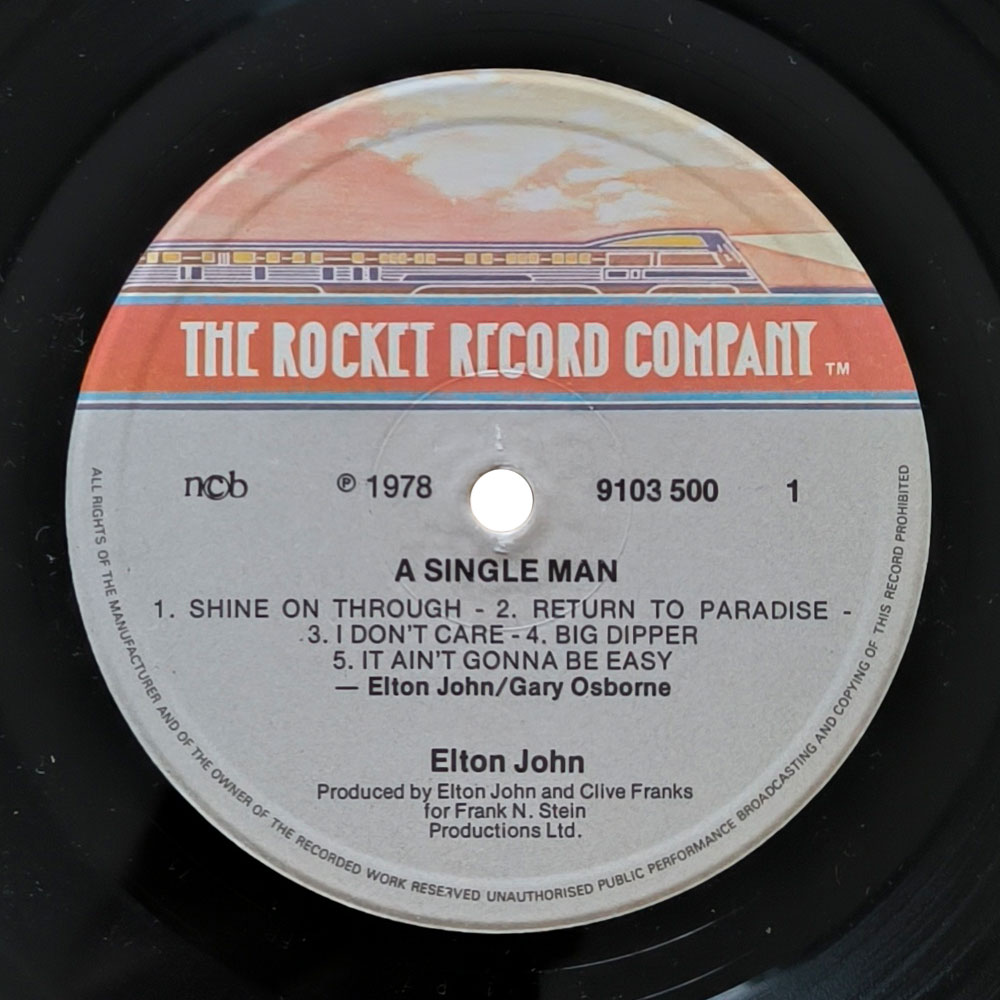 THE ROCKET RECORD COMPANY TM
ncb ℗ 1978 9103 500 1
A SINGLE MAN
1. SHINE ON THROUGH - 2. RETURN TO PARADISE -
3. I DON'T CARE - 4. BIG DIPPER
5. IT AIN'T GONNA BE EASY
— Elton John/Gary Osborne
Elton John
Produced by Elton John and Clive Franks
for Frank N. Stein
Productions Ltd.
ALL RIGHTS OF THE MANUFACTURER AND OF THE OWNER OF THE RECORDED WORK RESERVED UNAUTHORISED PUBLIC PERFORMANCE BROADCASTING AND COPYING OF THIS RECORD PROHIBITED